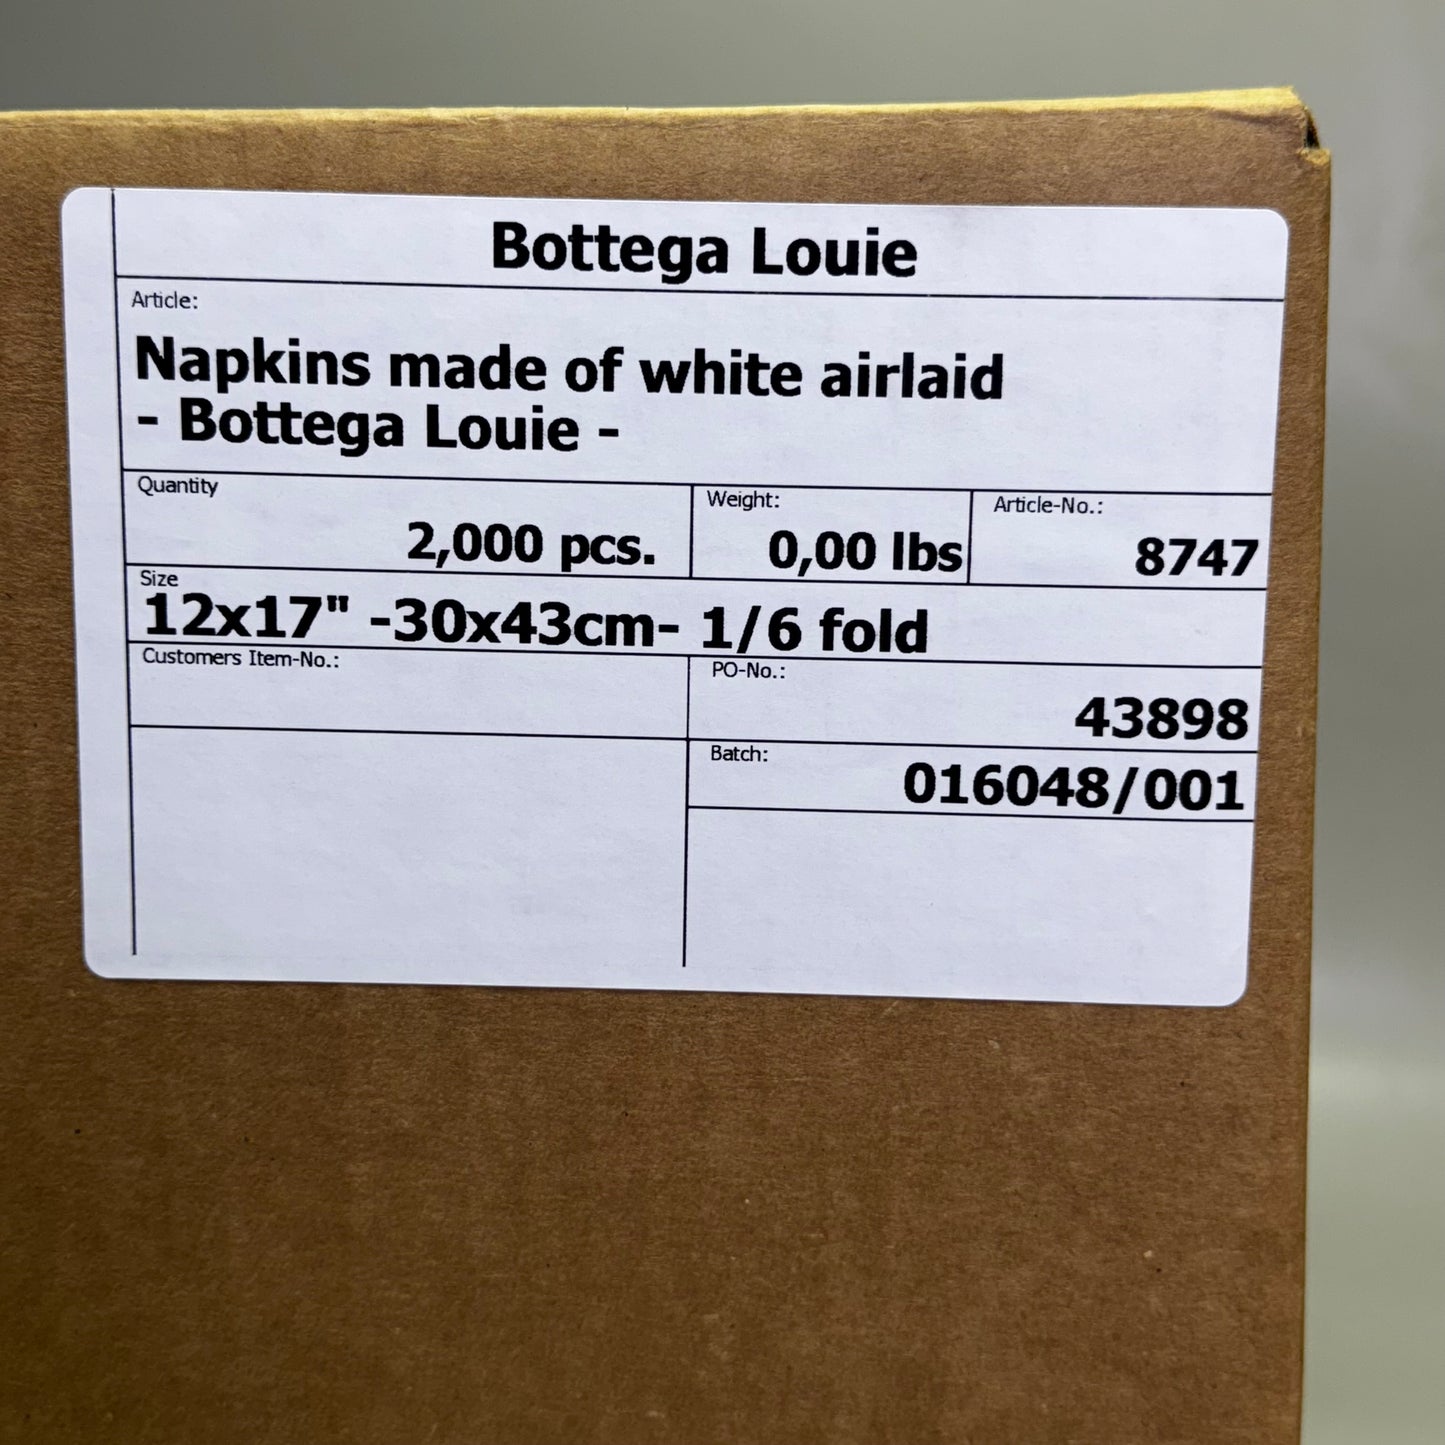 Bottega Louie
Article:
Napkins made of white airlaid
- Bottega Louie -
Quantity
2,000 pcs.
Weight:
0,00 lbs
Article-No.:
8747
Size
12x17" -30x43cm- 1/6 fold
Customers Item-No.:
PO-No.:
43898
Batch:
016048/001